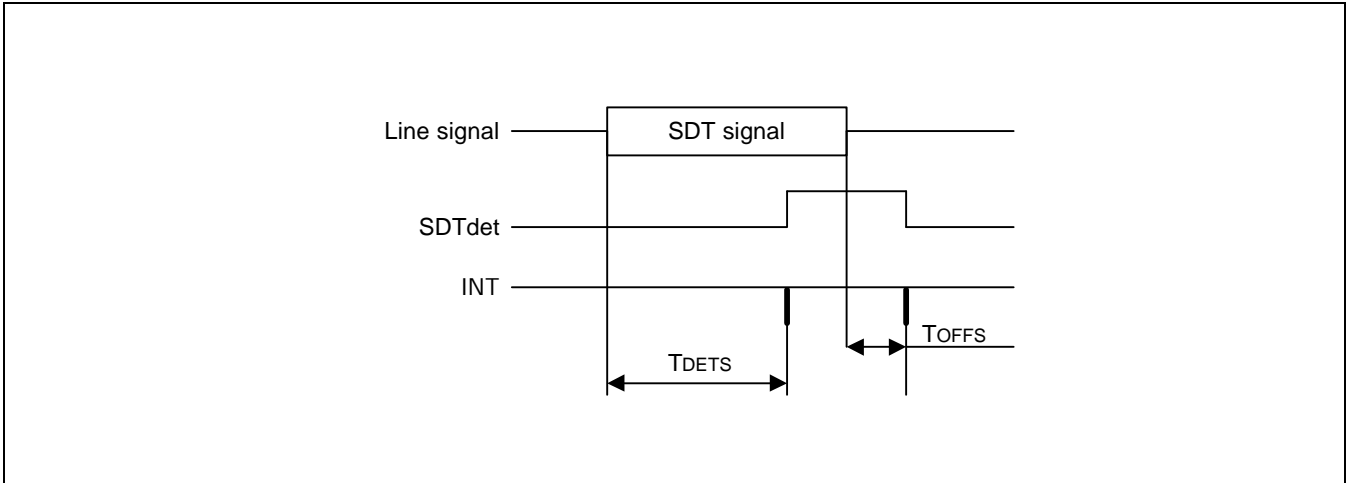 Line signal
SDT signal
SDTdet
INT
TOFFS
TDETS